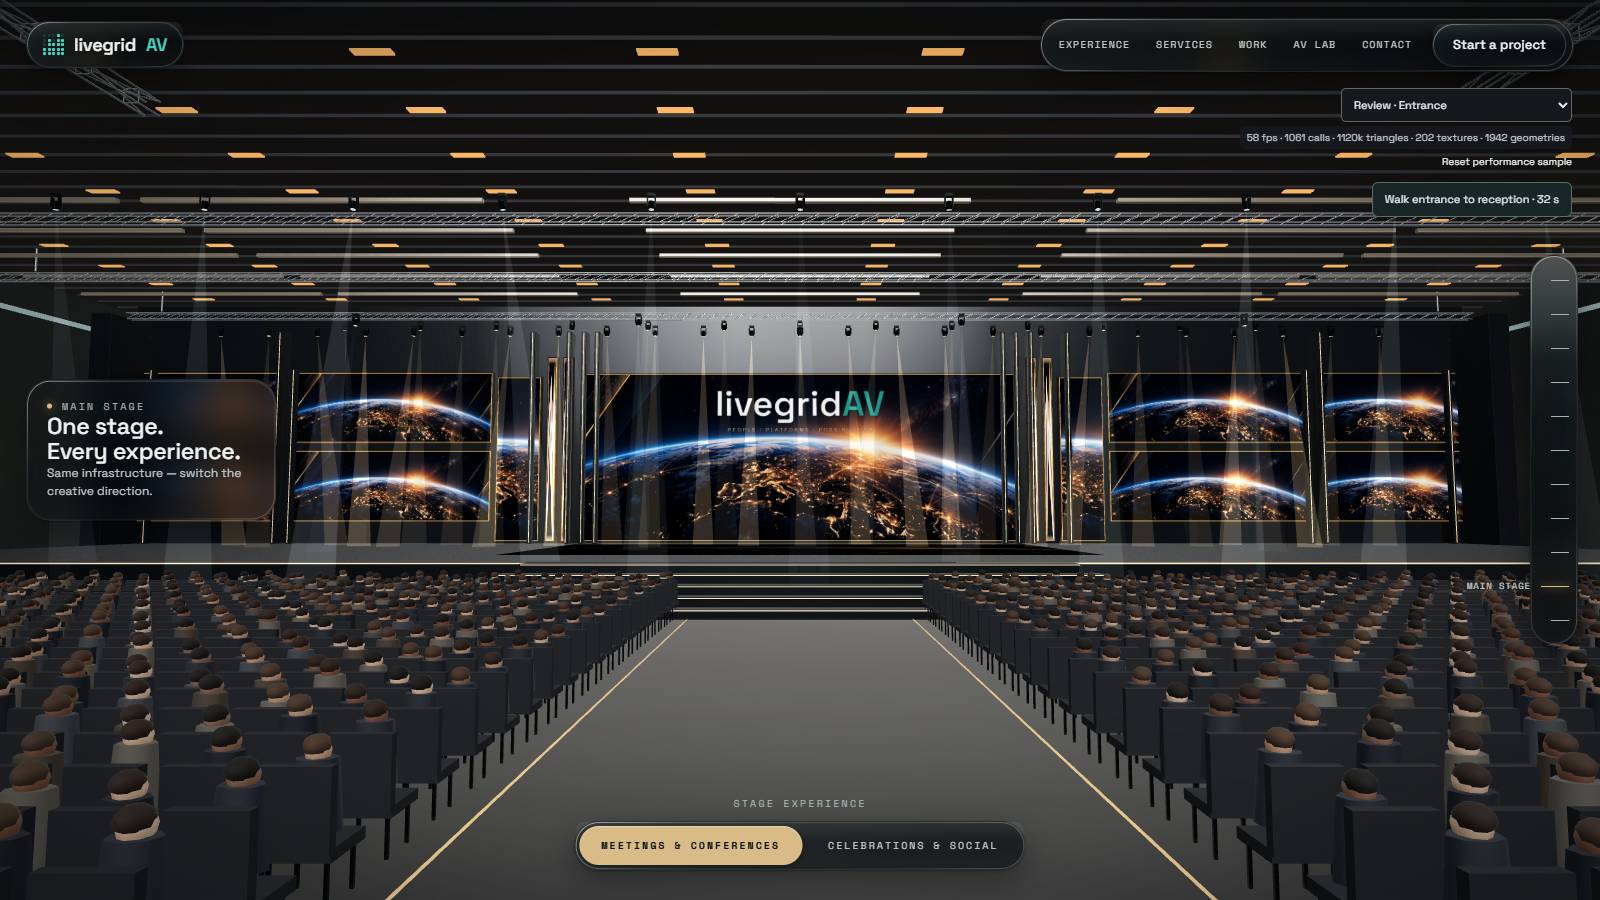 livegrid AV
EXPERIENCE SERVICES WORK AV LAB CONTACT Start a project
Review · Entrance
58 fps · 1061 calls · 1120k triangles · 202 textures · 1942 geometries
Reset performance sample
Walk entrance to reception · 32 s
livegridAV
PEOPLE · PLATFORMS ·
MAIN STAGE
One stage.
Every experience.
Same infrastructure — switch the
creative direction.
MAIN STAGE
STAGE EXPERIENCE
MEETINGS & CONFERENCES CELEBRATIONS & SOCIAL